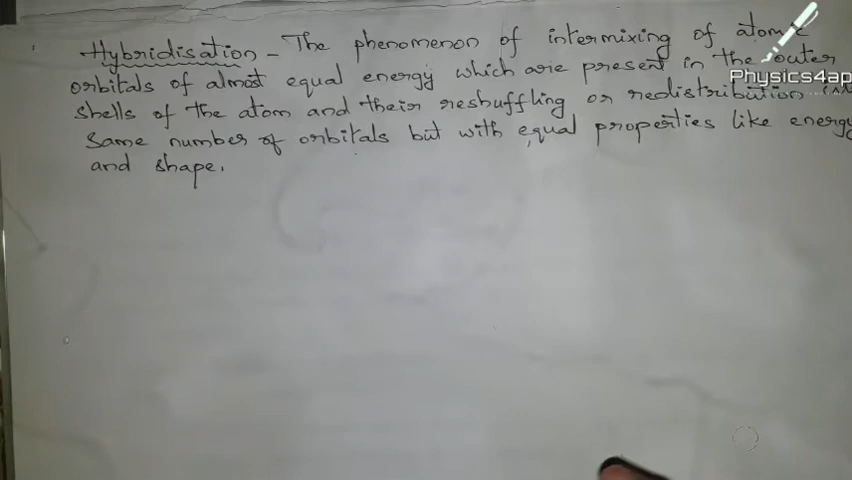 Hybridisation - The phenomenon of intermixing of atomic
orbitals of almost equal energy which are present in the outer
Physics4ap
shells of the atom and their reshuffling or redistribution into
same number of orbitals but with equal properties like energy
and shape.